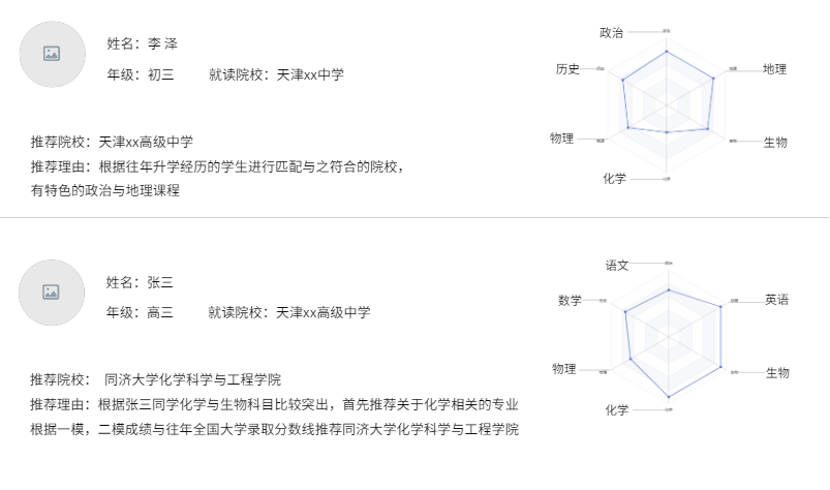 姓名：李 泽
年级：初三 就读院校：天津xx中学
推荐院校：天津xx高级中学
推荐理由：根据往年升学经历的学生进行匹配与之符合的院校，
有特色的政治与地理课程
政治
历史
地理
物理
生物
化学
姓名：张三
年级：高三 就读院校：天津xx高级中学
推荐院校： 同济大学化学科学与工程学院
推荐理由：根据张三同学化学与生物科目比较突出，首先推荐关于化学相关的专业
根据一模，二模成绩与往年全国大学录取分数线推荐同济大学化学科学与工程学院
语文
数学
英语
物理
生物
化学